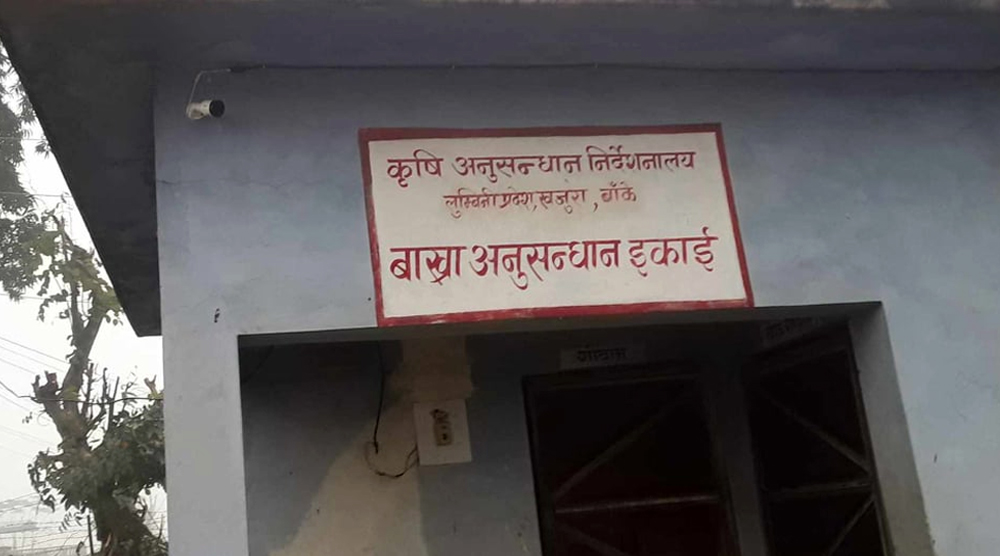 कृषि अनुसन्धान निर्देशनालय
लुम्बिनी प्रदेश, खजुरा, बाँके
बाख्रा अनुसन्धान इकाई
गोदाम